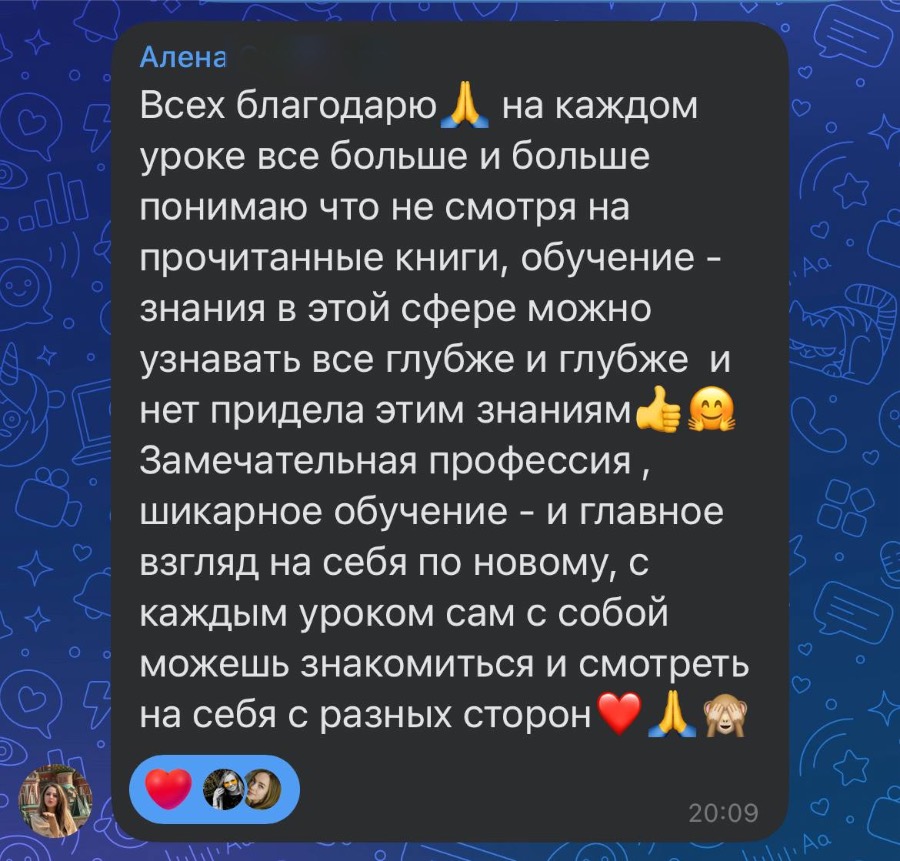 Алена
Всех благодарю🙏 на каждом
уроке все больше и больше
понимаю что не смотря на
прочитанные книги, обучение -
знания в этой сфере можно
узнавать все глубже и глубже  и
нет придела этим знаниям👍🤗
Замечательная профессия ,
шикарное обучение - и главное
взгляд на себя по новому, с
каждым уроком сам с собой
можешь знакомиться и смотреть
на себя с разных сторон❤️🙏🙈
20:09